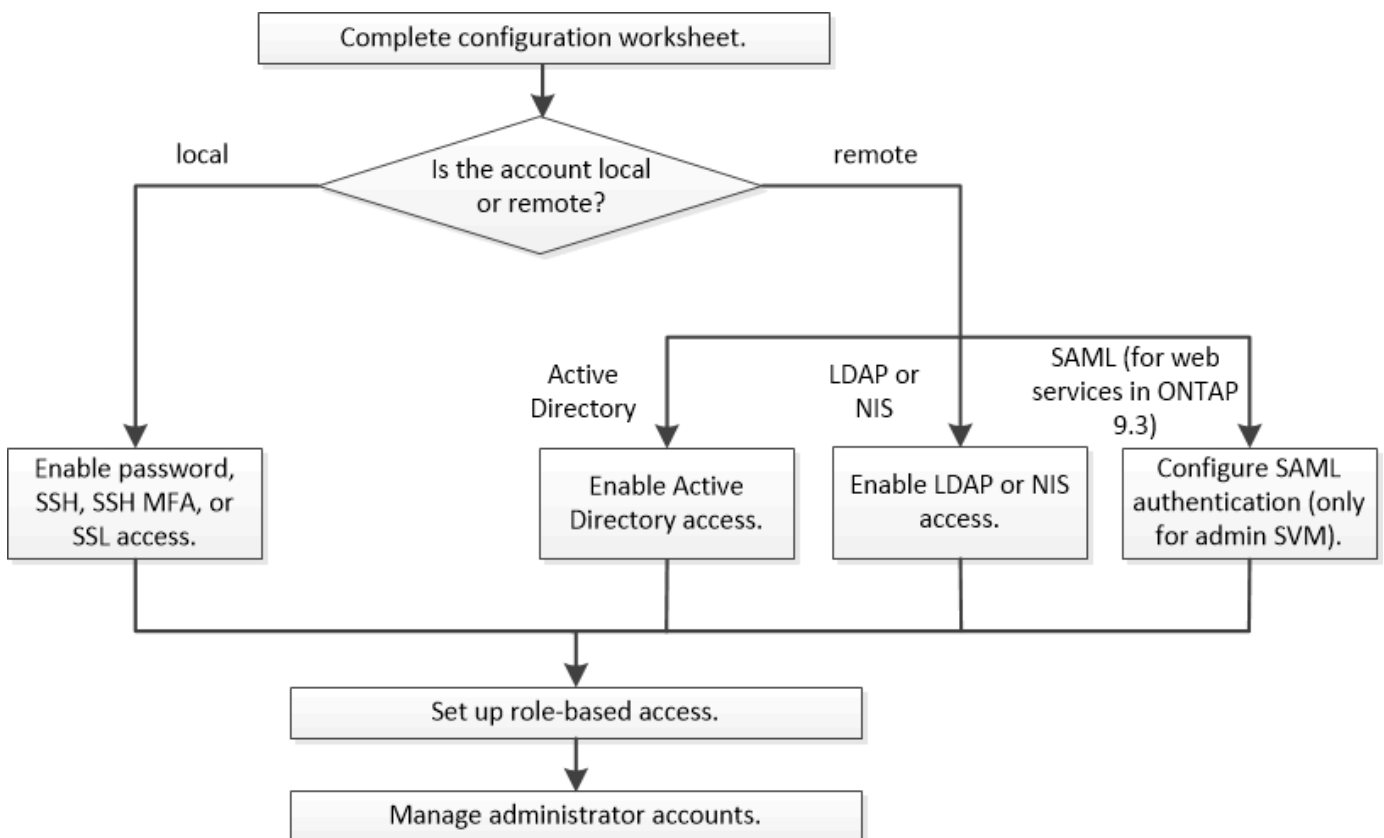 Complete configuration worksheet.
local
remote
Is the account local
or remote?
Active
Directory
LDAP or
NIS
SAML (for web
services in ONTAP
9.3)
Enable password,
SSH, SSH MFA, or
SSL access.
Enable Active
Directory access.
Enable LDAP or NIS
access.
Configure SAML
authentication (only
for admin SVM).
Set up role-based access.
Manage administrator accounts.